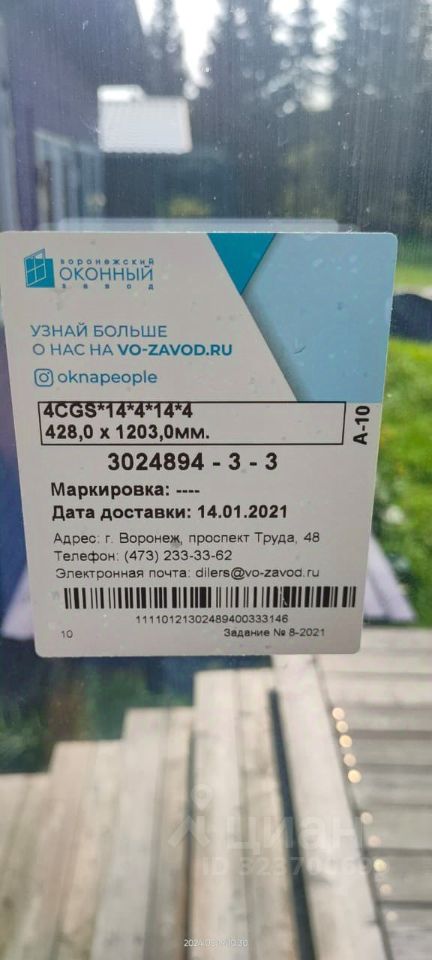 воронежский
ОКОННЫЙ
завод
УЗНАЙ БОЛЬШЕ
О НАС НА VO-ZAVOD.RU
oknapeople
4CGS*14*4*14*4
428,0 x 1203,0мм.
А-10
3024894 - 3 - 3
Маркировка: ----
Дата доставки: 14.01.2021
Адрес: г. Воронеж, проспект Труда, 48
Телефон: (473) 233-33-62
Электронная почта: dilers@vo-zavod.ru
11110121302489400333146
10
Задание № 8-2021
циан